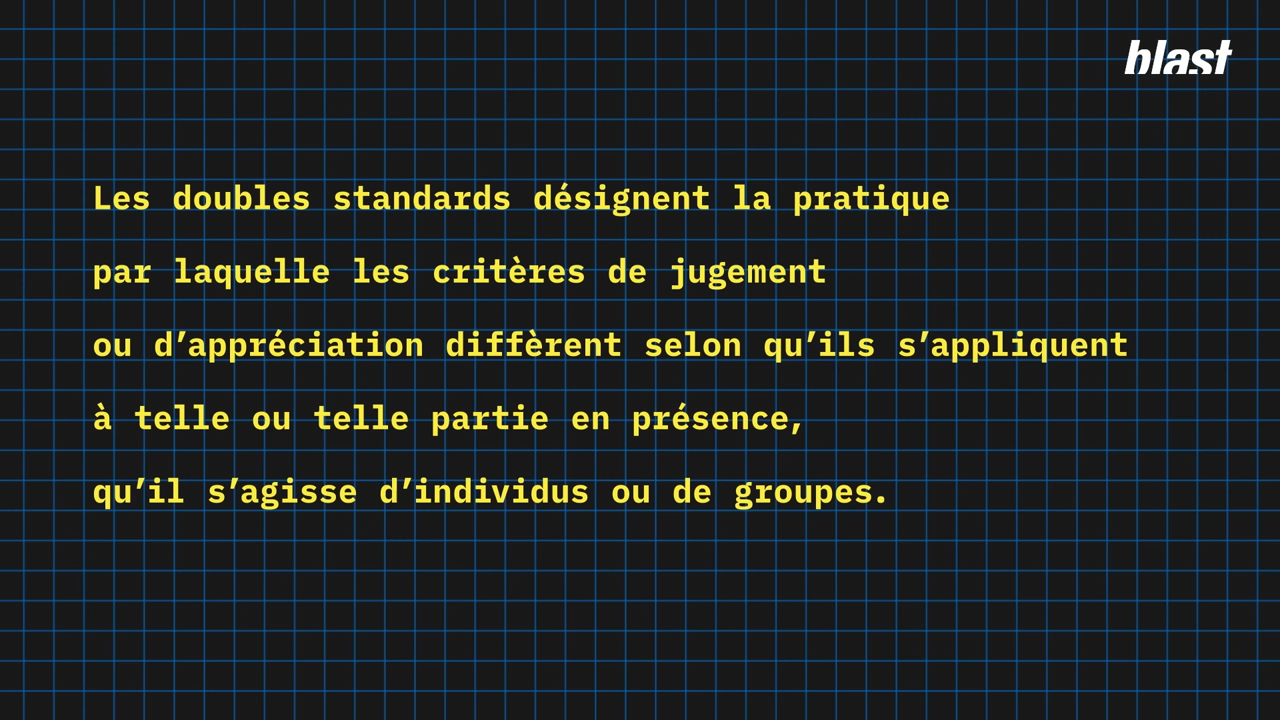 blast
Les doubles standards désignent la pratique
par laquelle les critères de jugement
ou d’appréciation diffèrent selon qu’ils s’appliquent
à telle ou telle partie en présence,
qu’il s’agisse d’individus ou de groupes.